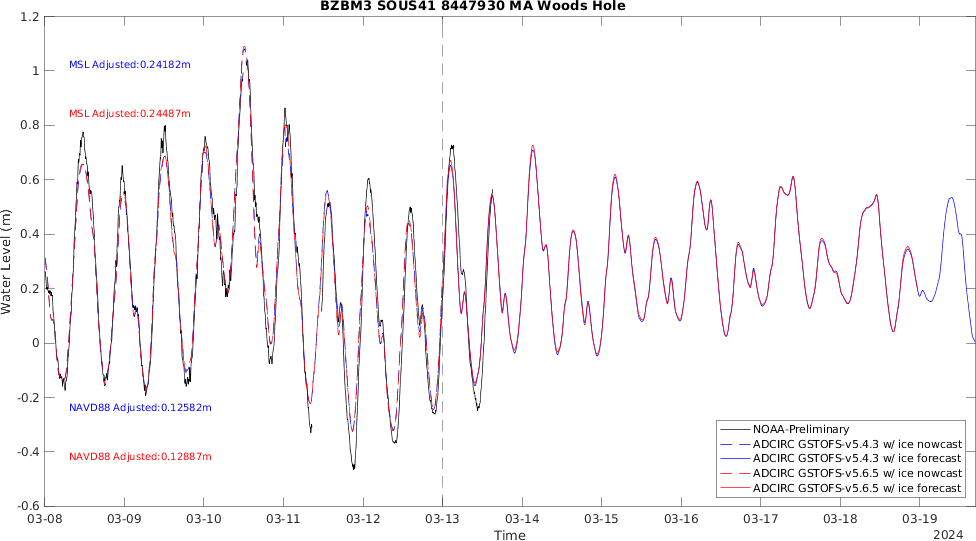 BZBM3 SOUS41 8447930 MA Woods Hole
1.2
1
0.8
0.6
0.4
0.2
0
-0.2
-0.4
-0.6
Water Level (m)
MSL Adjusted:0.24182m
MSL Adjusted:0.24487m
NAVD88 Adjusted:0.12582m
NAVD88 Adjusted:0.12887m
NOAA-Preliminary
ADCIRC GSTOFS-v5.4.3 w/ ice nowcast
ADCIRC GSTOFS-v5.4.3 w/ ice forecast
ADCIRC GSTOFS-v5.6.5 w/ ice nowcast
ADCIRC GSTOFS-v5.6.5 w/ ice forecast
03-08 03-09 03-10 03-11 03-12 03-13 03-14 03-15 03-16 03-17 03-18 03-19
Time
2024